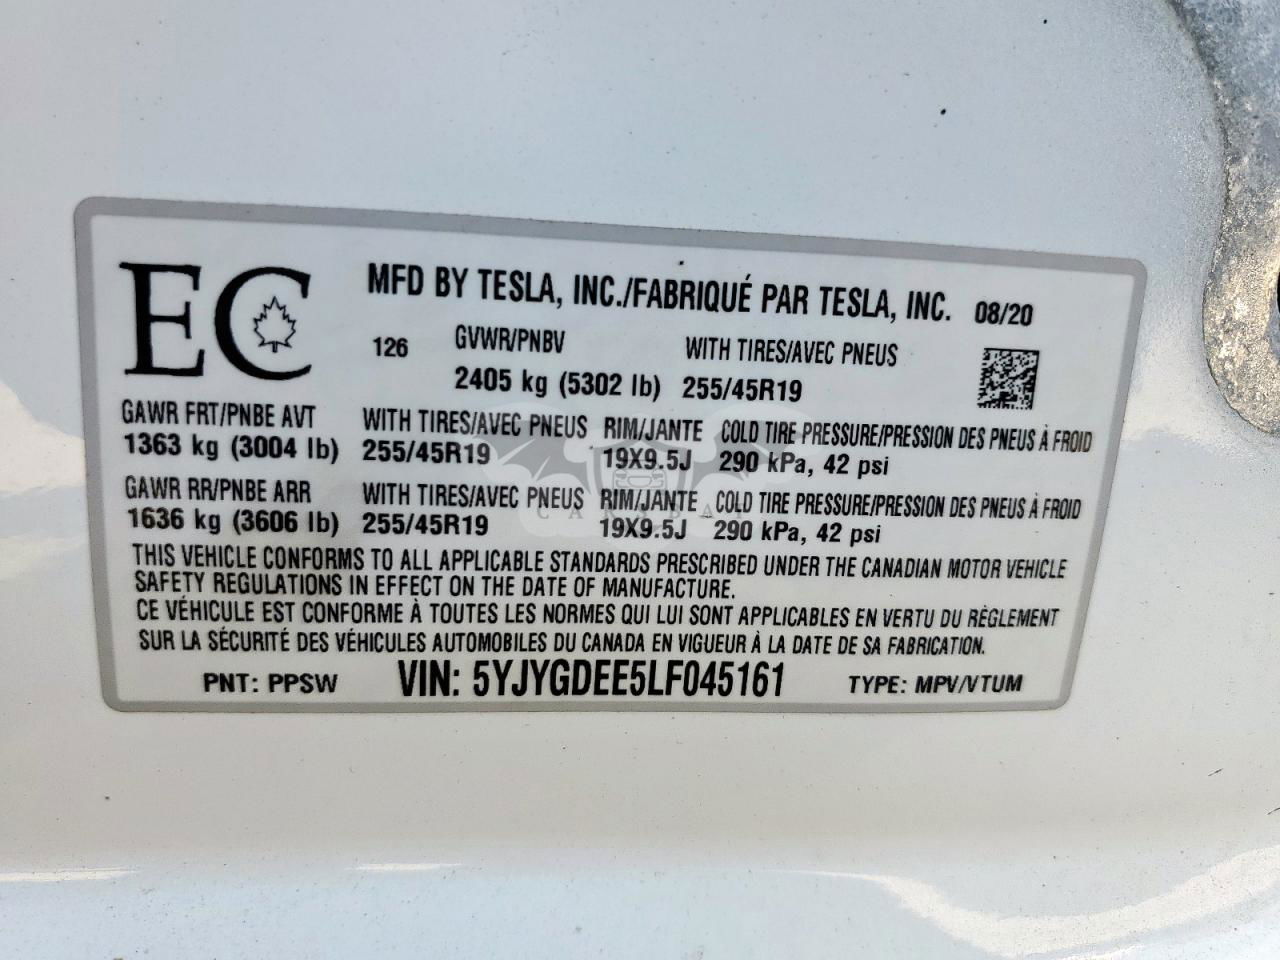 EC
MFD BY TESLA, INC./FABRIQUÉ PAR TESLA, INC. 08/20
126 GVWR/PNBV WITH TIRES/AVEC PNEUS
2405 kg (5302 lb) 255/45R19
GAWR FRT/PNBE AVT WITH TIRES/AVEC PNEUS RIM/JANTE COLD TIRE PRESSURE/PRESSION DES PNEUS À FROID
1363 kg (3004 lb) 255/45R19 19X9.5J 290 kPa, 42 psi
GAWR RR/PNBE ARR WITH TIRES/AVEC PNEUS RIM/JANTE COLD TIRE PRESSURE/PRESSION DES PNEUS À FROID
1636 kg (3606 lb) 255/45R19 19X9.5J 290 kPa, 42 psi
THIS VEHICLE CONFORMS TO ALL APPLICABLE STANDARDS PRESCRIBED UNDER THE CANADIAN MOTOR VEHICLE
SAFETY REGULATIONS IN EFFECT ON THE DATE OF MANUFACTURE.
CE VÉHICULE EST CONFORME À TOUTES LES NORMES QUI LUI SONT APPLICABLES EN VERTU DU RÈGLEMENT
SUR LA SÉCURITÉ DES VÉHICULES AUTOMOBILES DU CANADA EN VIGUEUR À LA DATE DE SA FABRICATION.
PNT: PPSW VIN: 5YJYGDEE5LF045161 TYPE: MPV/VTUM